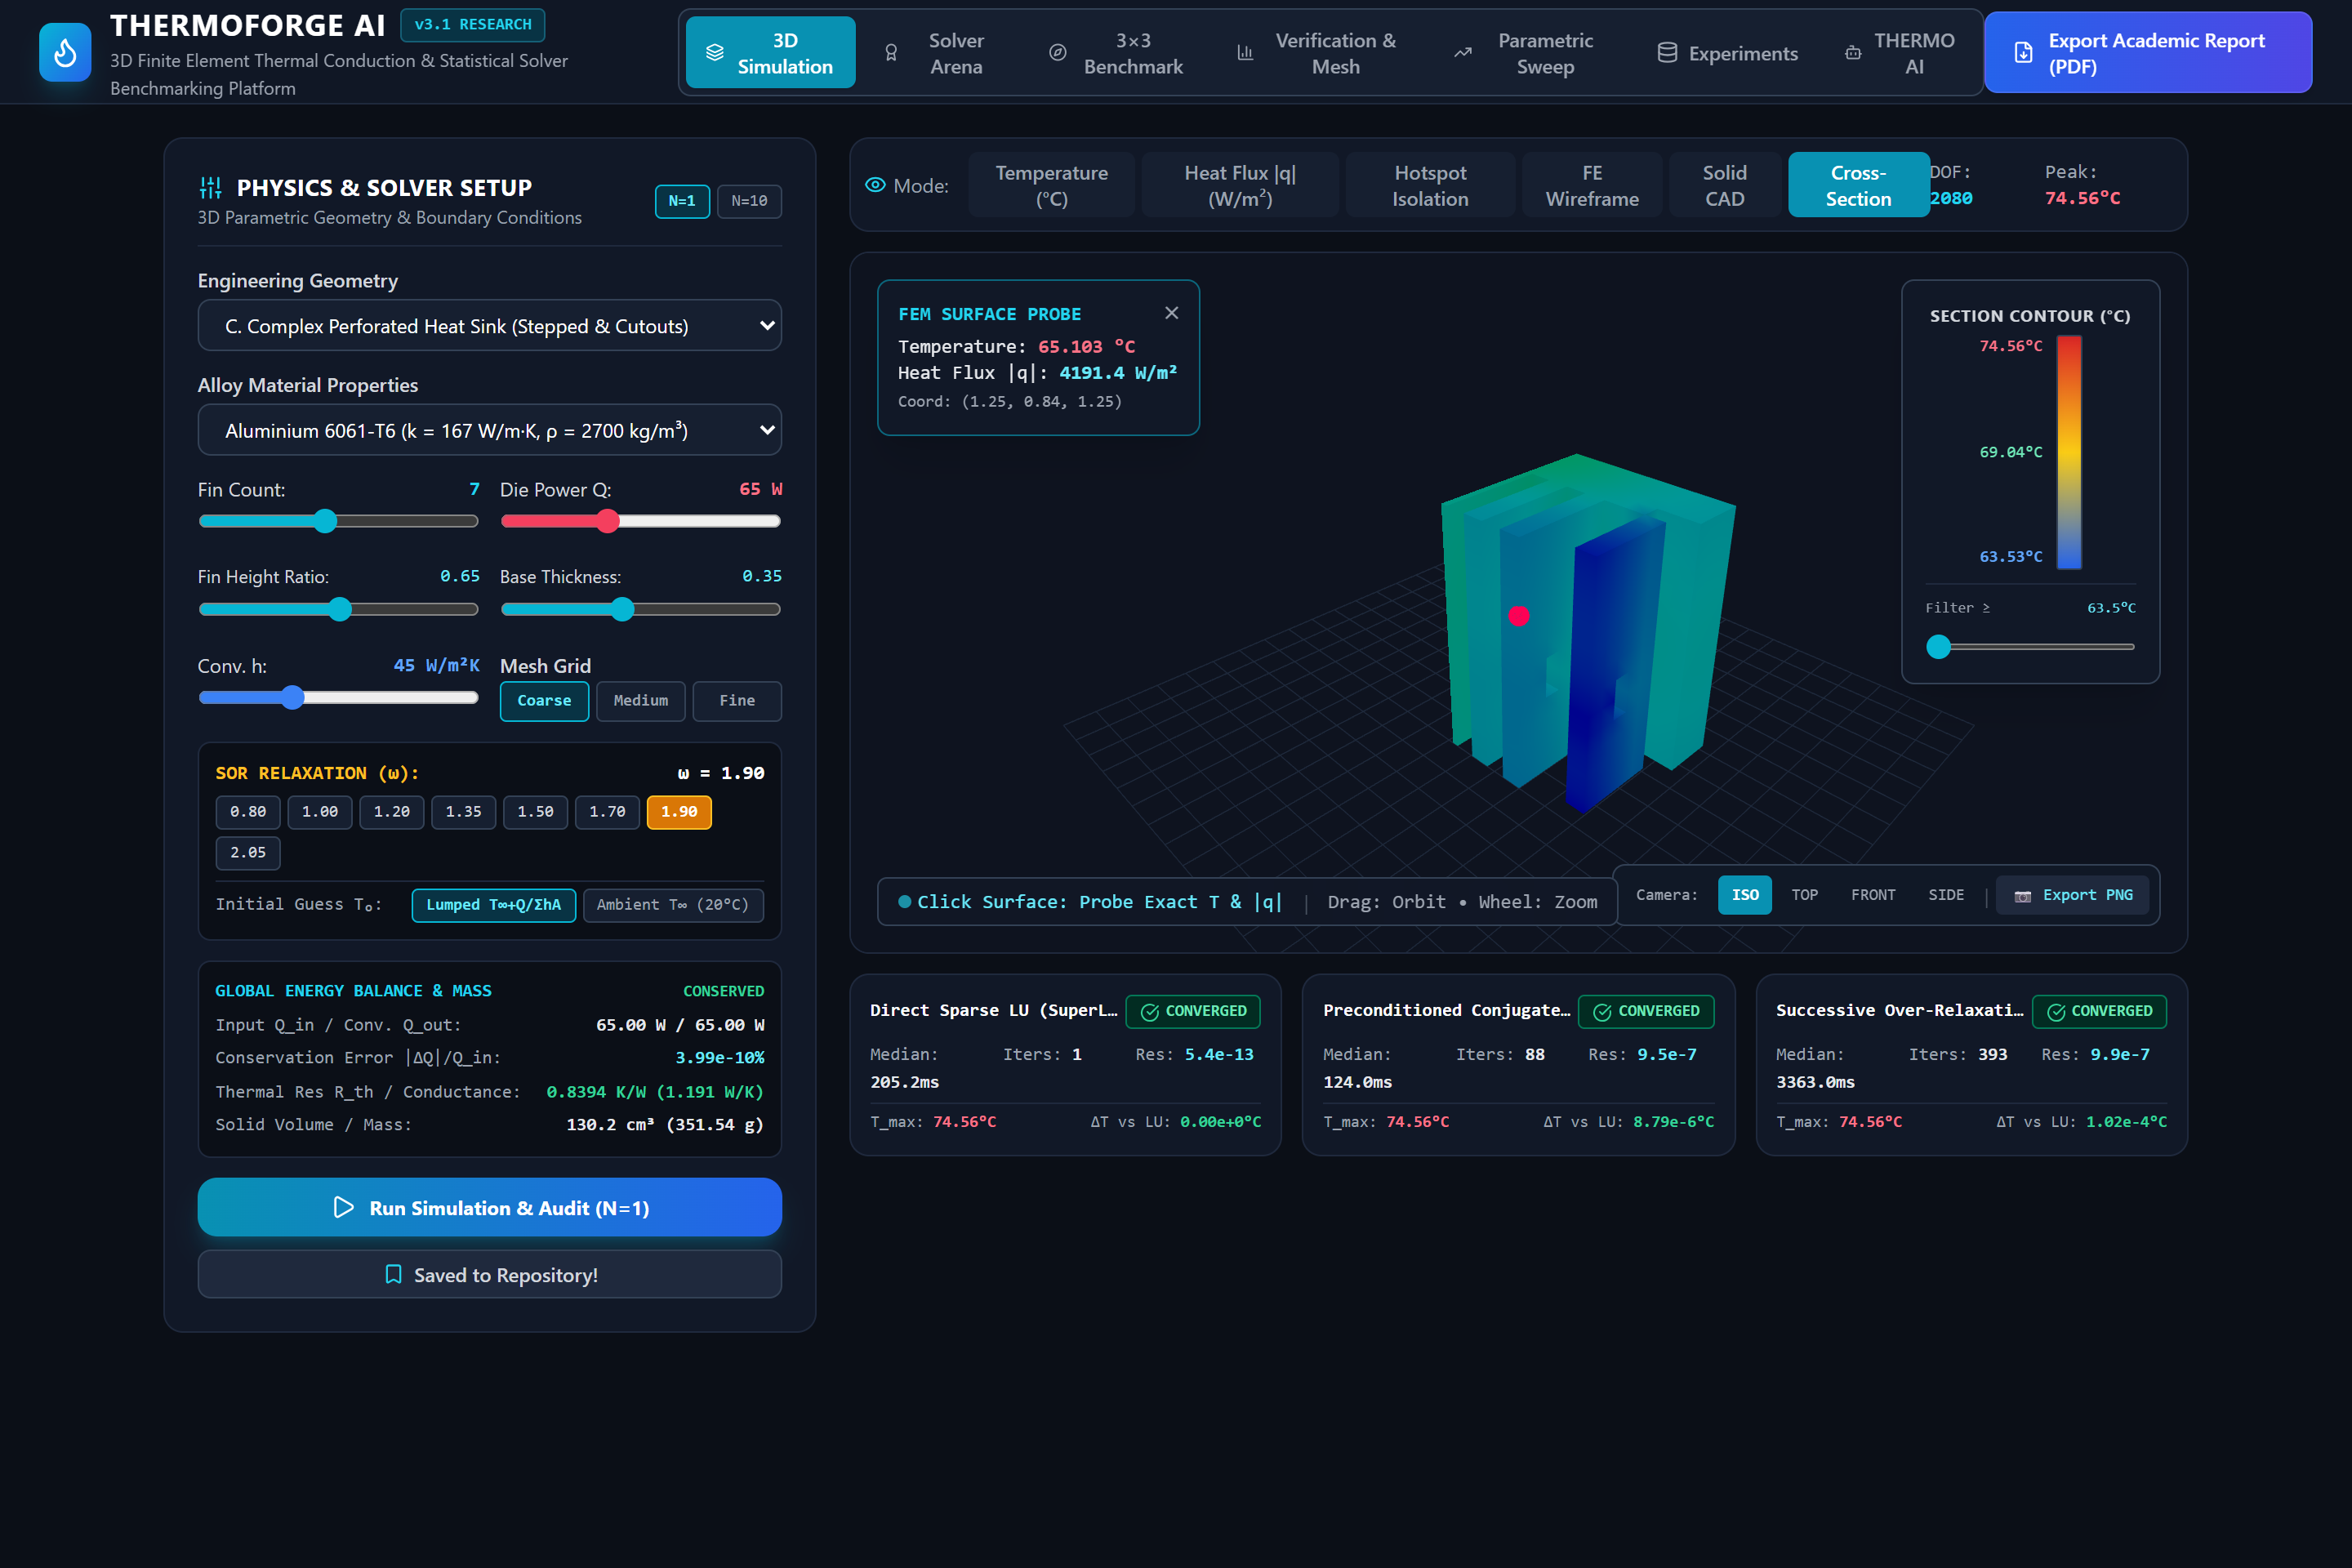 THERMOFORGE AI
v3.1 RESEARCH
3D Finite Element Thermal Conduction & Statistical Solver
Benchmarking Platform
3D
Simulation
Solver
Arena
3×3
Benchmark
Verification &
Mesh
Parametric
Sweep
Experiments
THERMO
AI
Export Academic Report
(PDF)
PHYSICS & SOLVER SETUP
3D Parametric Geometry & Boundary Conditions
N=1
N=10
Engineering Geometry
C. Complex Perforated Heat Sink (Stepped & Cutouts)
Alloy Material Properties
Aluminium 6061-T6 (k = 167 W/m·K, ρ = 2700 kg/m³)
Fin Count: 7
Die Power Q: 65 W
Fin Height Ratio: 0.65
Base Thickness: 0.35
Conv. h: 45 W/m²K
Mesh Grid
Coarse
Medium
Fine
SOR RELAXATION (ω): ω = 1.90
0.80 1.00 1.20 1.35 1.50 1.70 1.90
2.05
Initial Guess T₀: Lumped T∞+Q/ΣhA Ambient T∞ (20°C)
GLOBAL ENERGY BALANCE & MASS CONSERVED
Input Q_in / Conv. Q_out: 65.00 W / 65.00 W
Conservation Error |ΔQ|/Q_in: 3.99e-10%
Thermal Res R_th / Conductance: 0.8394 K/W (1.191 W/K)
Solid Volume / Mass: 130.2 cm³ (351.54 g)
Run Simulation & Audit (N=1)
Saved to Repository!
Mode:
Temperature
(°C)
Heat Flux |q|
(W/m²)
Hotspot
Isolation
FE
Wireframe
Solid
CAD
Cross-
Section
DOF:
2080
Peak:
74.56°C
FEM SURFACE PROBE
Temperature: 65.103 °C
Heat Flux |q|: 4191.4 W/m²
Coord: (1.25, 0.84, 1.25)
SECTION CONTOUR (°C)
74.56°C
69.04°C
63.53°C
Filter ≥ 63.5°C
Click Surface: Probe Exact T & |q| | Drag: Orbit • Wheel: Zoom
Camera: ISO TOP FRONT SIDE | Export PNG
Direct Sparse LU (SuperL… CONVERGED
Median: Iters: 1 Res: 5.4e-13
205.2ms
T_max: 74.56°C ΔT vs LU: 0.00e+0°C
Preconditioned Conjugate… CONVERGED
Median: Iters: 88 Res: 9.5e-7
124.0ms
T_max: 74.56°C ΔT vs LU: 8.79e-6°C
Successive Over-Relaxati… CONVERGED
Median: Iters: 393 Res: 9.9e-7
3363.0ms
T_max: 74.56°C ΔT vs LU: 1.02e-4°C